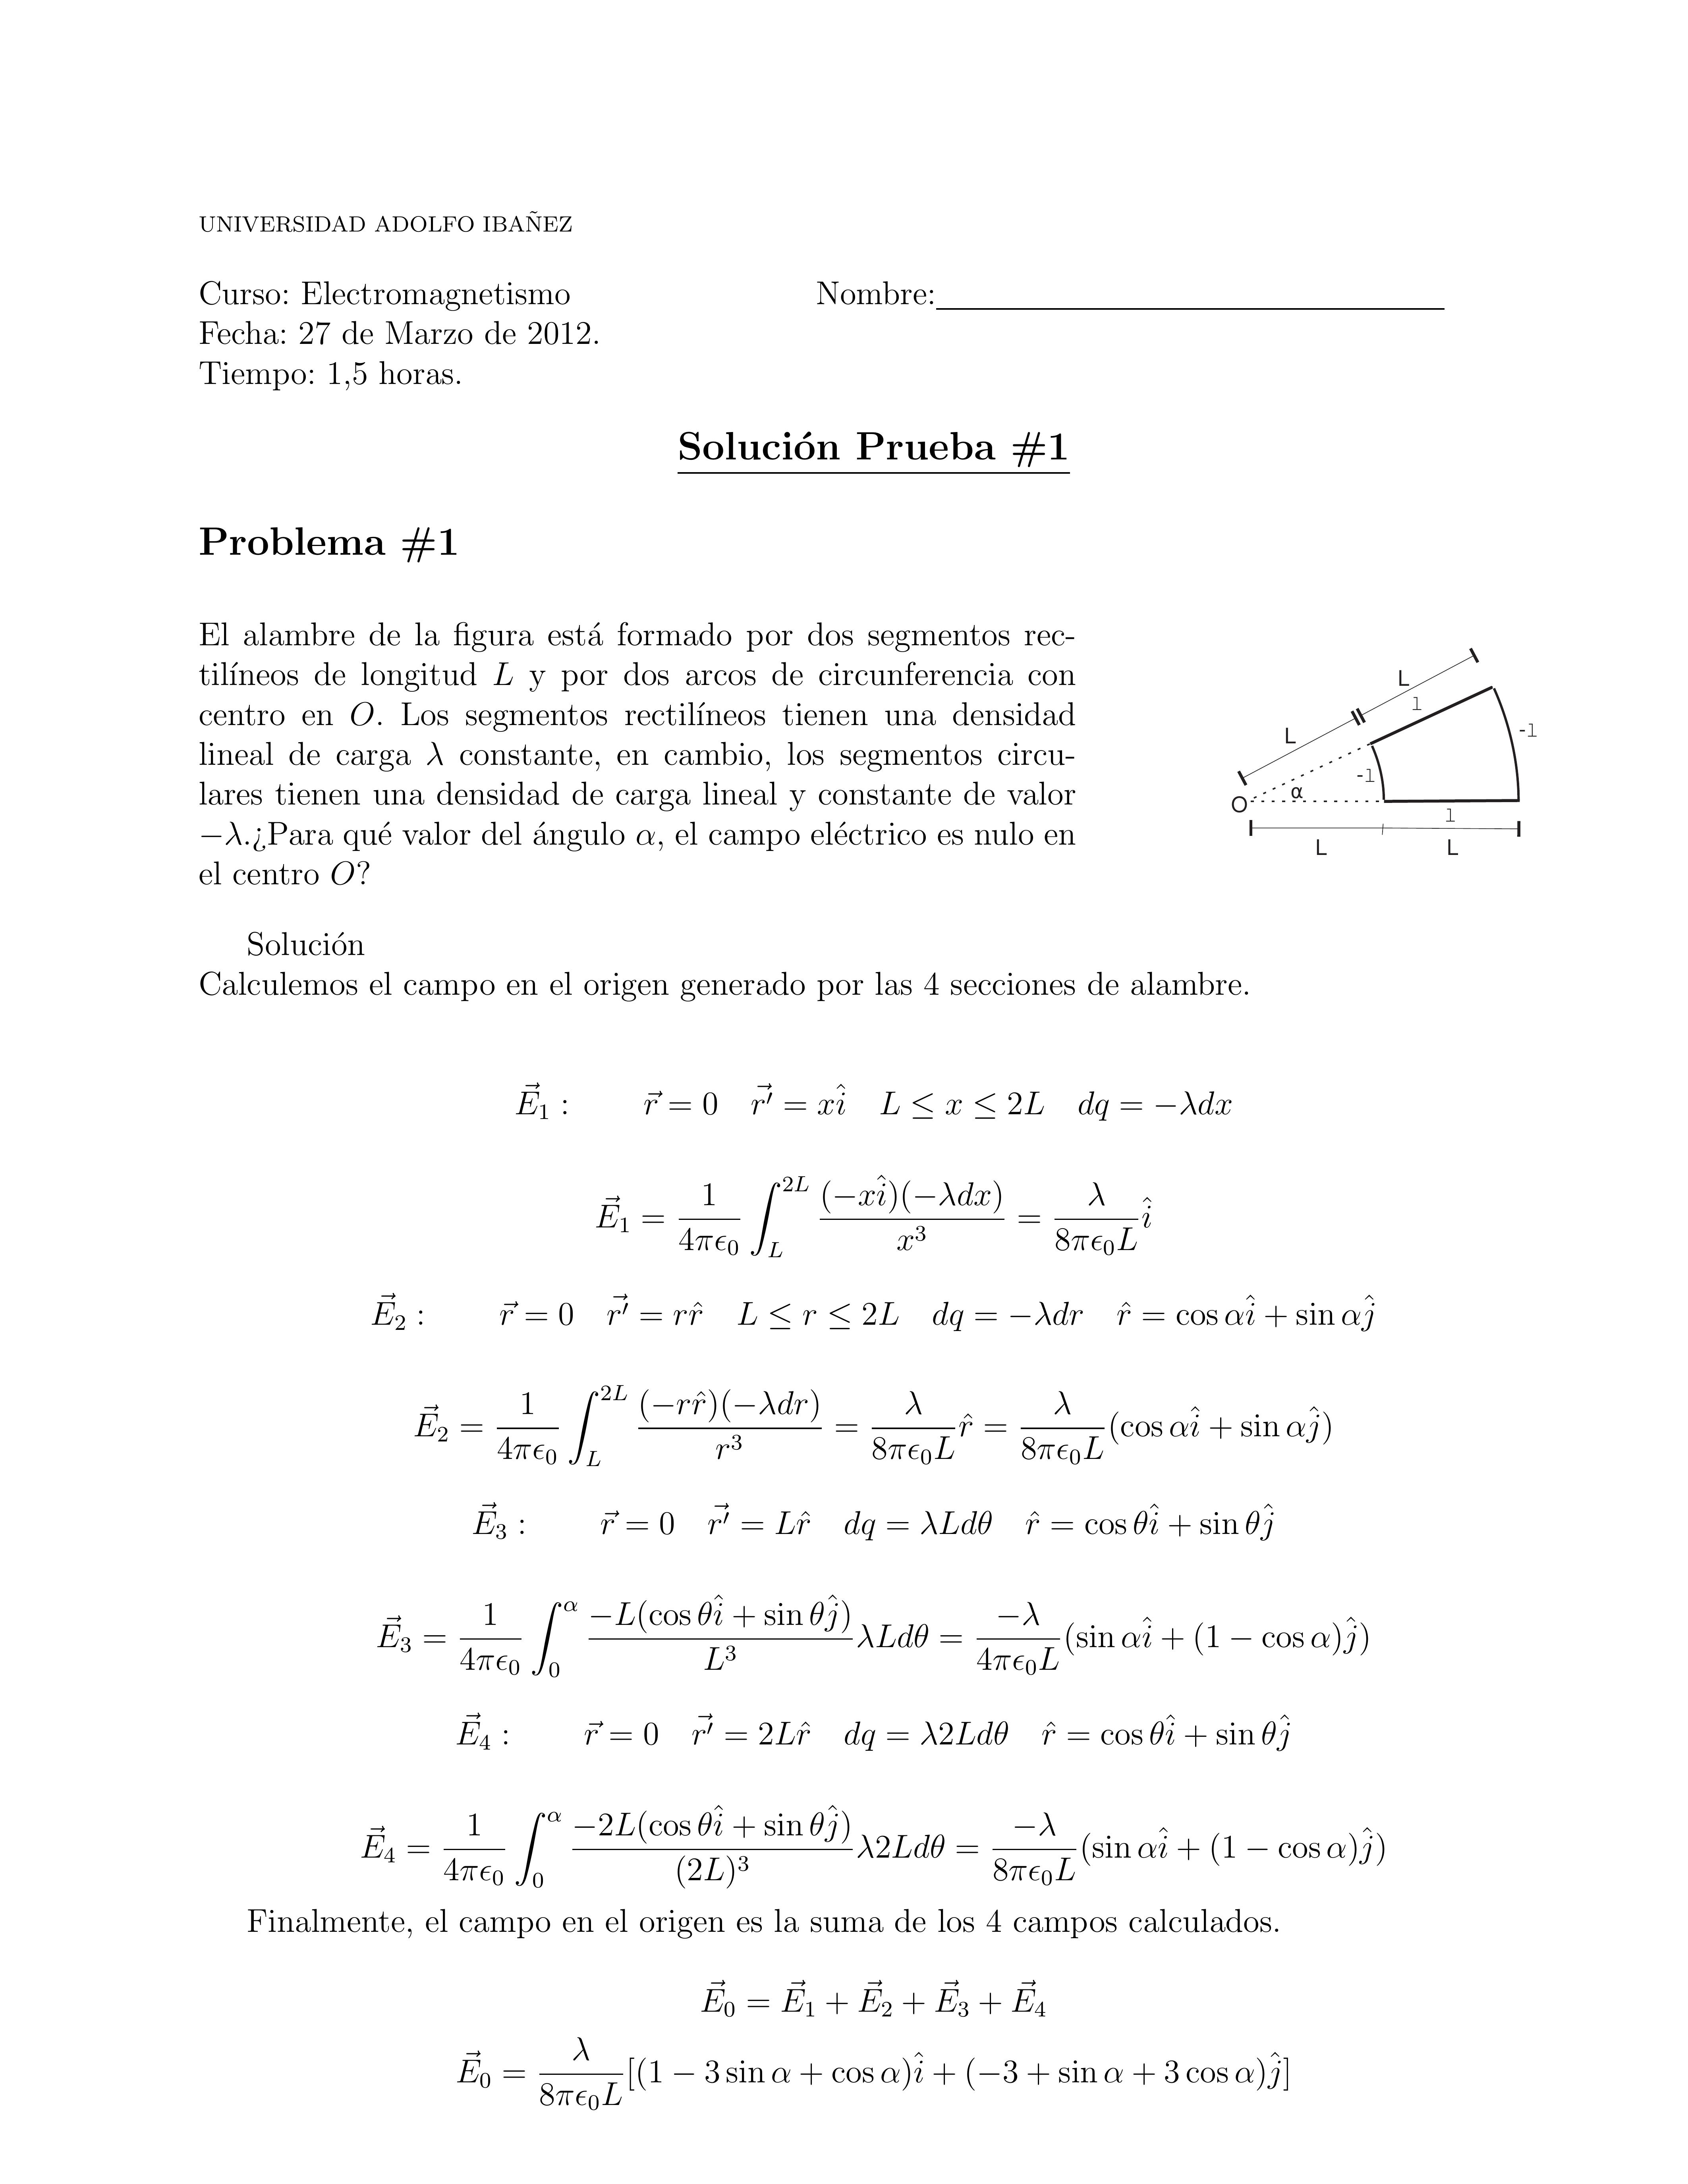 UNIVERSIDAD ADOLFO IBAÑEZ
Curso: Electromagnetismo
Nombre:
Fecha: 27 de Marzo de 2012.
Tiempo: 1,5 horas.
Solución Prueba #1
Problema #1
El alambre de la figura está formado por dos segmentos rec-
tilíneos de longitud L y por dos arcos de circunferencia con
centro en O. Los segmentos rectilíneos tienen una densidad
lineal de carga λ constante, en cambio, los segmentos circu-
lares tienen una densidad de carga lineal y constante de valor
−λ.¿Para qué valor del ángulo α, el campo eléctrico es nulo en
el centro O?
L
L
l
-l
-l
O
α
l
L
L
Solución
Calculemos el campo en el origen generado por las 4 secciones de alambre.
$\vec{E}_1 : \quad \vec{r} = 0 \quad \vec{r'} = x\hat{i} \quad L \leq x \leq 2L \quad dq = -\lambda dx$
$\vec{E}_1 = \frac{1}{4\pi\epsilon_0} \int_L^{2L} \frac{(-x\hat{i})(-\lambda dx)}{x^3} = \frac{\lambda}{8\pi\epsilon_0 L}\hat{i}$
$\vec{E}_2 : \quad \vec{r} = 0 \quad \vec{r'} = r\hat{r} \quad L \leq r \leq 2L \quad dq = -\lambda dr \quad \hat{r} = \cos\alpha\hat{i} + \sin\alpha\hat{j}$
$\vec{E}_2 = \frac{1}{4\pi\epsilon_0} \int_L^{2L} \frac{(-r\hat{r})(-\lambda dr)}{r^3} = \frac{\lambda}{8\pi\epsilon_0 L}\hat{r} = \frac{\lambda}{8\pi\epsilon_0 L}(\cos\alpha\hat{i} + \sin\alpha\hat{j})$
$\vec{E}_3 : \quad \vec{r} = 0 \quad \vec{r'} = L\hat{r} \quad dq = \lambda L d\theta \quad \hat{r} = \cos\theta\hat{i} + \sin\theta\hat{j}$
$\vec{E}_3 = \frac{1}{4\pi\epsilon_0} \int_0^{\alpha} \frac{-L(\cos\theta\hat{i} + \sin\theta\hat{j})}{L^3} \lambda L d\theta = \frac{-\lambda}{4\pi\epsilon_0 L}(\sin\alpha\hat{i} + (1 - \cos\alpha)\hat{j})$
$\vec{E}_4 : \quad \vec{r} = 0 \quad \vec{r'} = 2L\hat{r} \quad dq = \lambda 2L d\theta \quad \hat{r} = \cos\theta\hat{i} + \sin\theta\hat{j}$
$\vec{E}_4 = \frac{1}{4\pi\epsilon_0} \int_0^{\alpha} \frac{-2L(\cos\theta\hat{i} + \sin\theta\hat{j})}{(2L)^3} \lambda 2L d\theta = \frac{-\lambda}{8\pi\epsilon_0 L}(\sin\alpha\hat{i} + (1 - \cos\alpha)\hat{j})$
Finalmente, el campo en el origen es la suma de los 4 campos calculados.
$\vec{E}_0 = \vec{E}_1 + \vec{E}_2 + \vec{E}_3 + \vec{E}_4$
$\vec{E}_0 = \frac{\lambda}{8\pi\epsilon_0 L}[(1 - 3\sin\alpha + \cos\alpha)\hat{i} + (-3 + \sin\alpha + 3\cos\alpha)\hat{j}]$